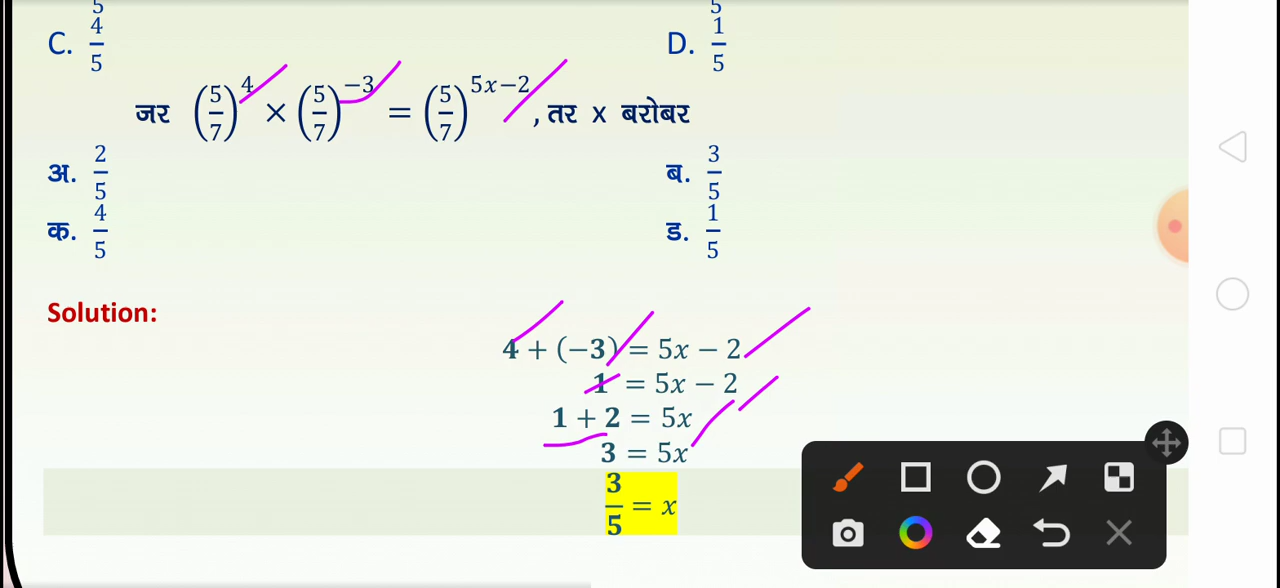 5 5
C. 4/5 D. 1/5
जर (5/7)^4 × (5/7)^−3 = (5/7)^5x−2, तर x बरोबर
अ. 2/5 ब. 3/5
क. 4/5 ड. 1/5
Solution:
4 + (−3) = 5x − 2
1 = 5x − 2
1 + 2 = 5x
3 = 5x
3/5 = x